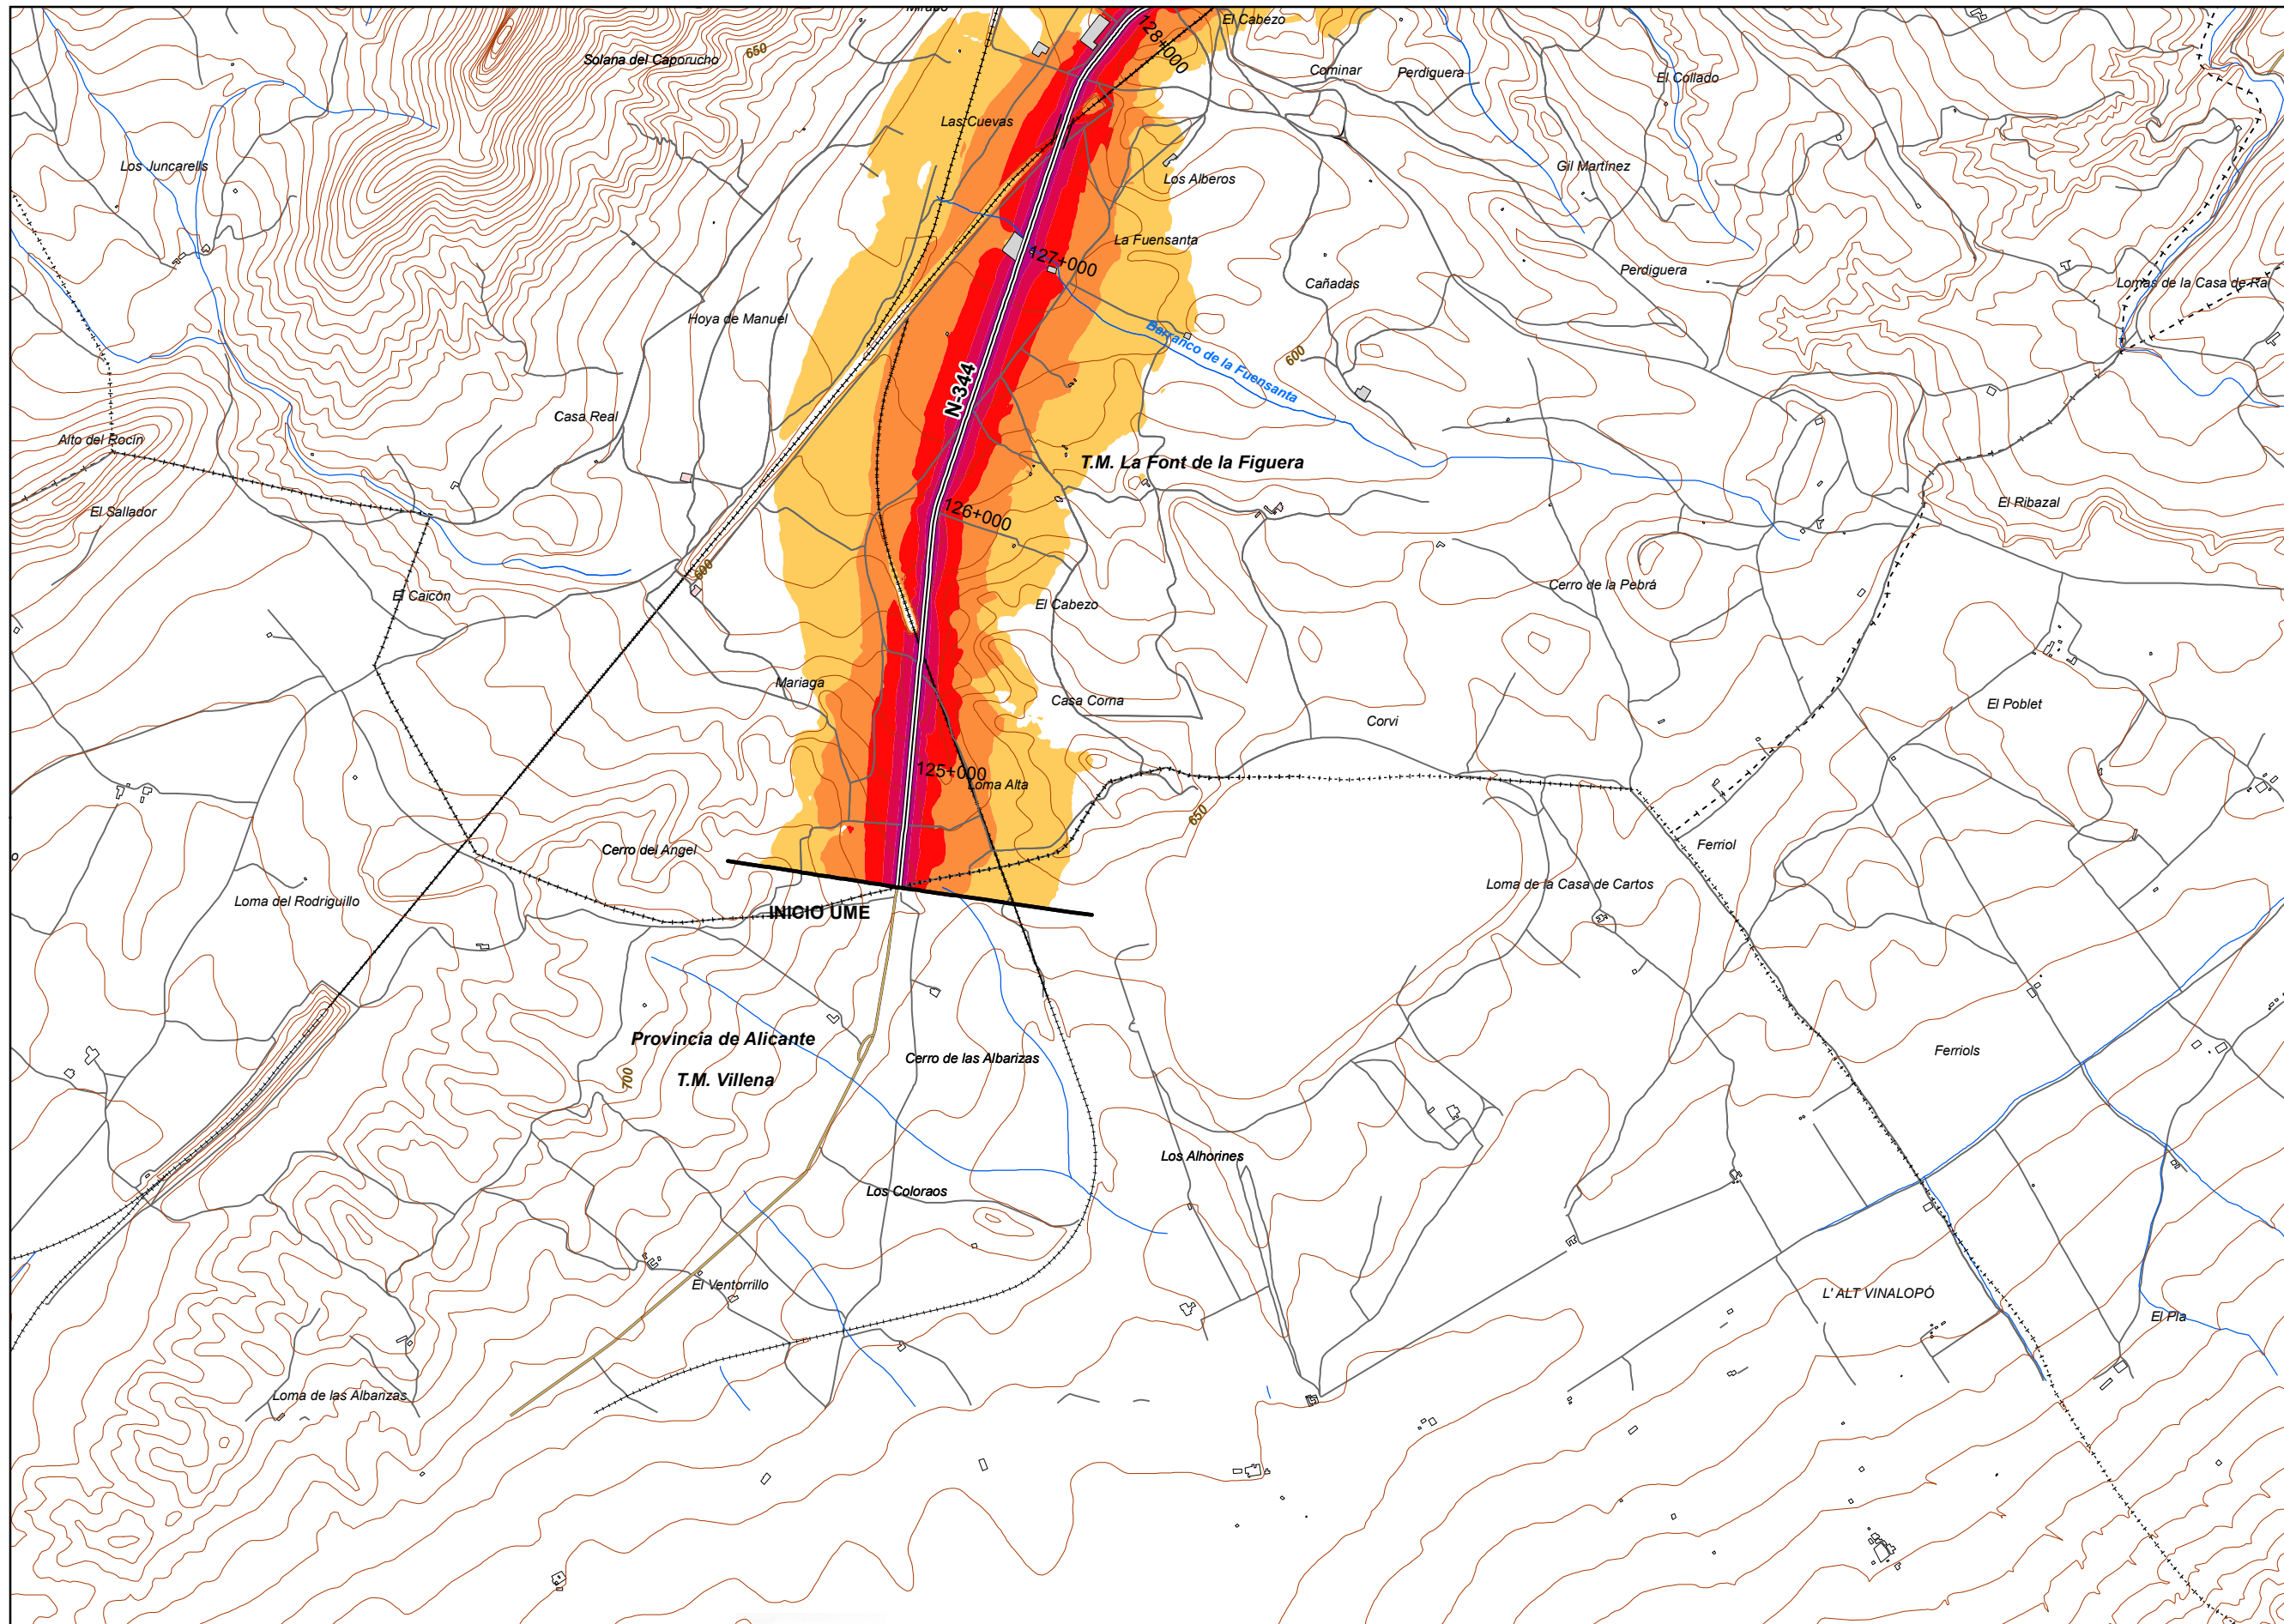 El Cabezo
128+000
Solana del Caporucho
650
Cominar
Perdiguera
El Collado
Las Cuevas
Los Juncarells
Gil Martínez
Los Alberos
La Fuensanta
127+000
Perdiguera
Cañadas
Lomas de la Casa de Ra
Hoya de Manuel
Barranco de la Fuensanta
600
N-344
Casa Real
Alto del Rocín
T.M. La Font de la Figuera
El Sallador
126+000
El Ribazal
600
El Caicón
El Cabezo
Cerro de la Pebrá
Mariaga
Casa Corna
Corvi
El Poblet
125+000
Loma Alta
650
Cerro del Angel
Ferriol
Loma del Rodriguillo
Loma de la Casa de Cartos
INICIO UME
Provincia de Alicante
Cerro de las Albarizas
Ferriols
T.M. Villena
700
Los Alhorines
Los Coloraos
El Ventorrillo
L' ALT VINALOPÓ
El Pla
Loma de las Albarizas